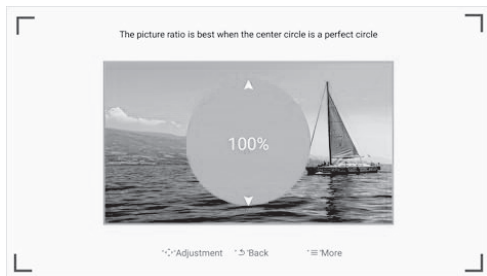 The picture ratio is best when the center circle is a perfect circle
100%
"Adjustment "Back "More